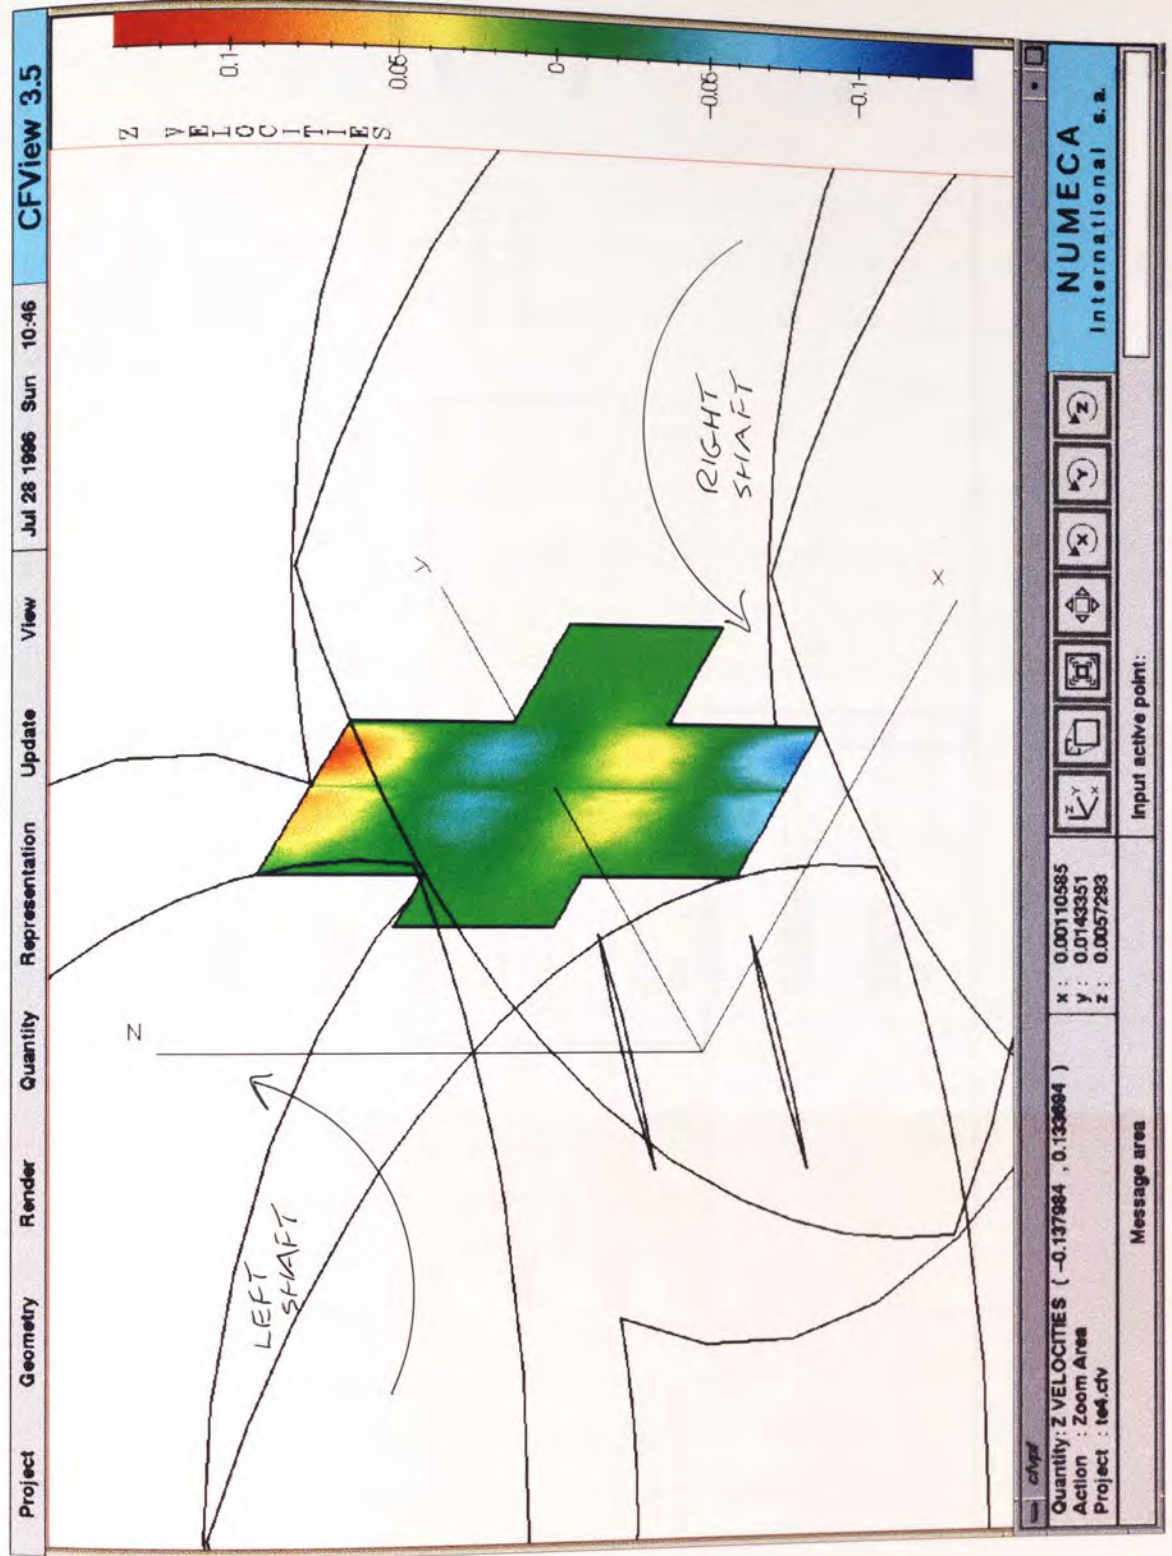 Project Geometry Render Quantity Representation Update View Jul 28 1996 Sun 10:46 CFView 3.5
Z VELOCITIES
0.1
0.05
0
-0.05
-0.1
Z
y
x
LEFT
SHAFT
RIGHT
SHAFT
cfvpl
Quantity: Z VELOCITIES ( -0.137984 , 0.133694 )
Action : Zoom Area
Project : te4.cfv
x : 0.00110585
y : 0.0143351
z : 0.0057293
Z Y X
X
Y
Z
NUMECA
International s.a.
Message area
Input active point: